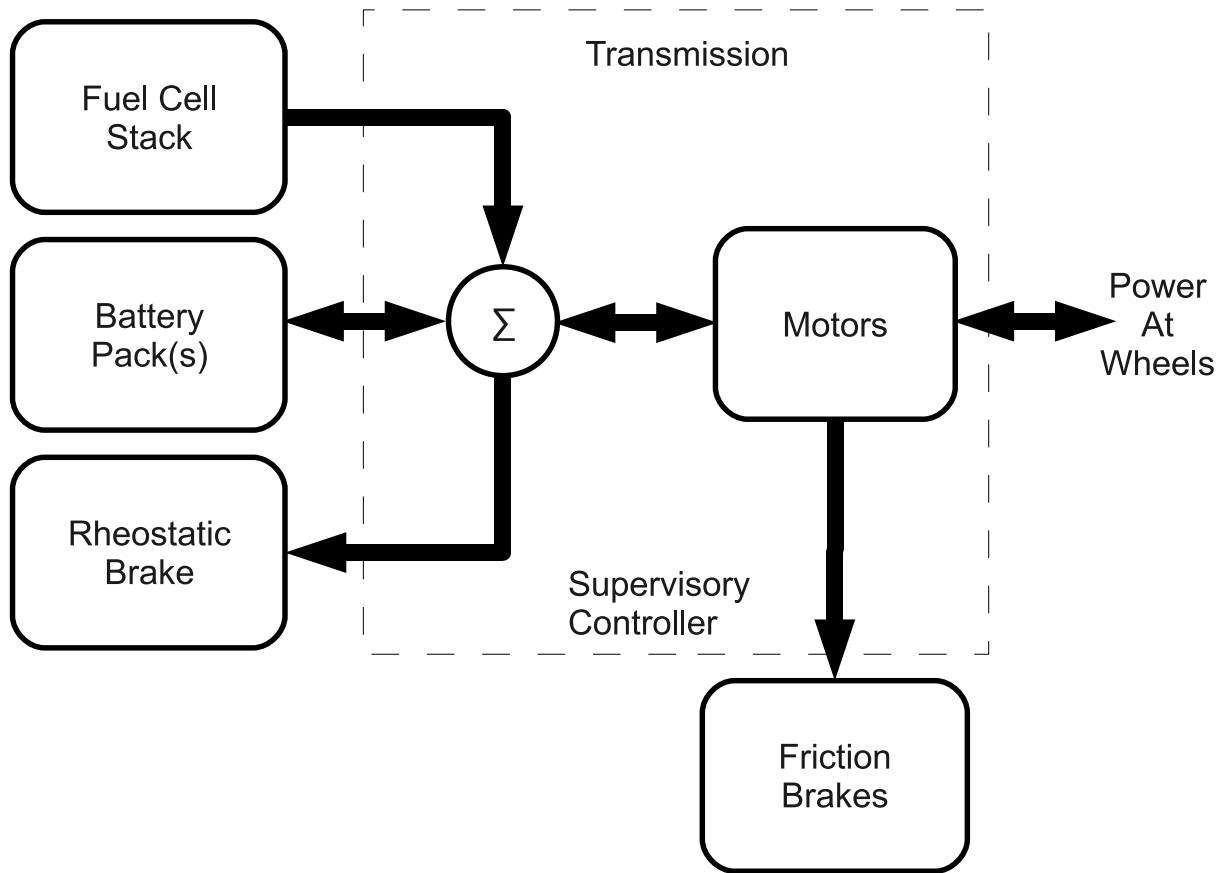 Transmission
Fuel Cell
Stack
Battery
Pack(s)
Σ
Motors
Power
At
Wheels
Rheostatic
Brake
Supervisory
Controller
Friction
Brakes